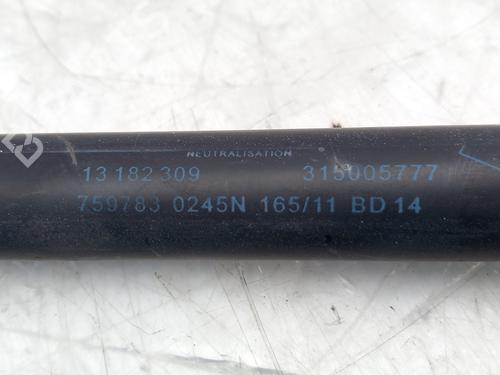 NEUTRALISATION
13 182 309 315005777
759783 0245N 165/11 BD 14